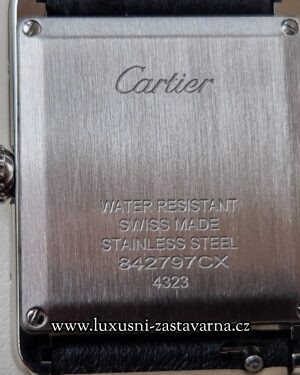 Cartier
WATER RESISTANT
SWISS MADE
STAINLESS STEEL
842797CX
4323
www.luxusni-zastavarna.cz